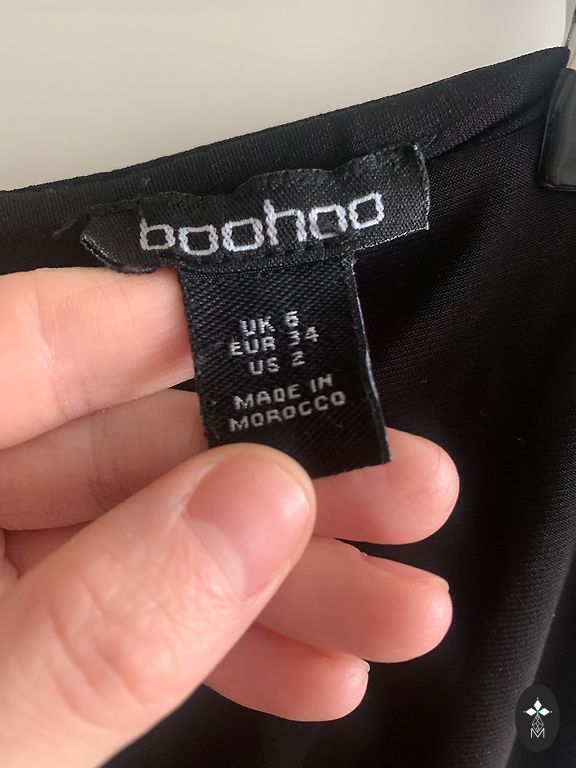 boohoo
UK 6
EUR 34
US 2
MADE IN
MOROCCO
M